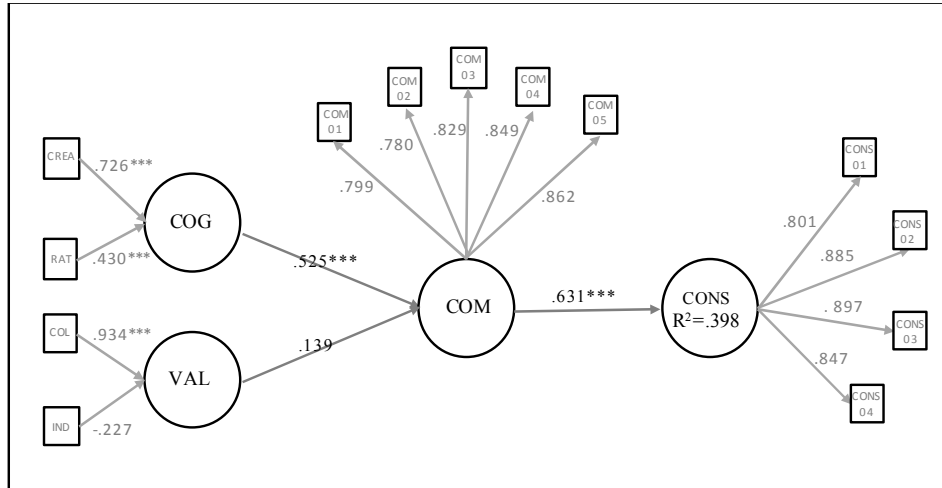 COM
01
COM
02
COM
03
COM
04
COM
05
.799
.780
.829
.849
.862
CREA
.726***
RAT
.430***
COG
COL
.934***
IND
-.227
VAL
.525***
.139
COM
.631***
CONS
R²=.398
CONS
01
CONS
02
CONS
03
CONS
04
.801
.885
.897
.847